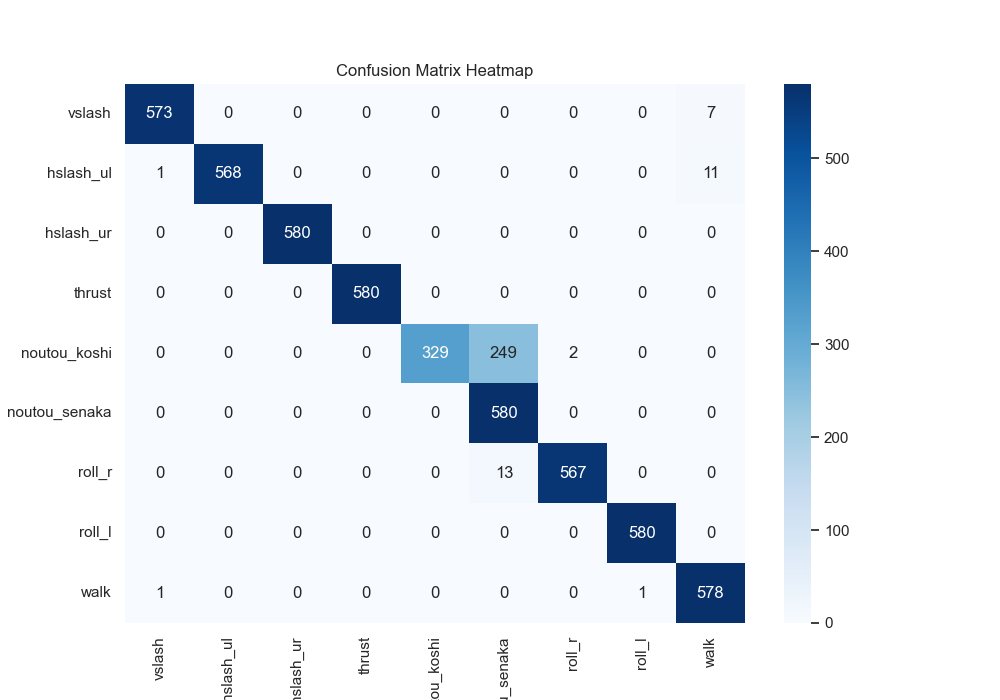 Confusion Matrix Heatmap
vslash 573 0 0 0 0 0 0 0 7
hslash_ul 1 568 0 0 0 0 0 0 11
hslash_ur 0 0 580 0 0 0 0 0 0
thrust 0 0 0 580 0 0 0 0 0
noutou_koshi 0 0 0 0 329 249 2 0 0
noutou_senaka 0 0 0 0 0 580 0 0 0
roll_r 0 0 0 0 0 13 567 0 0
roll_l 0 0 0 0 0 0 0 580 0
walk 1 0 0 0 0 0 0 1 578
vslash hslash_ul hslash_ur thrust ou_koshi u_senaka roll_r roll_l walk
500
400
300
200
100
0